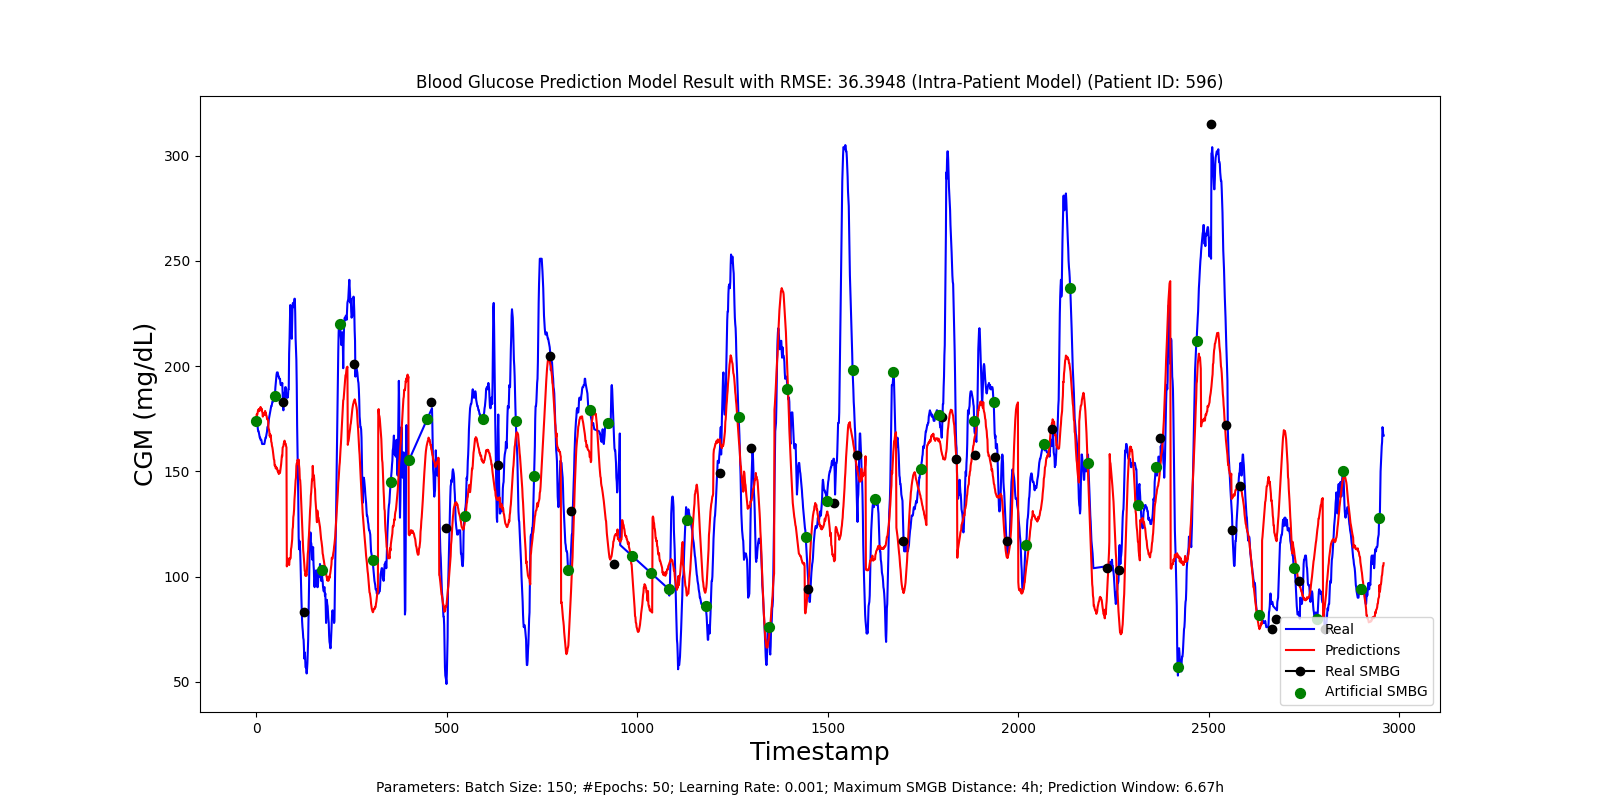 Blood Glucose Prediction Model Result with RMSE: 36.3948 (Intra-Patient Model) (Patient ID: 596)
CGM (mg/dL)
300
250
200
150
100
50
Real
Predictions
Real SMBG
Artificial SMBG
0 500 1000 1500 2000 2500 3000
Timestamp
Parameters: Batch Size: 150; #Epochs: 50; Learning Rate: 0.001; Maximum SMGB Distance: 4h; Prediction Window: 6.67h